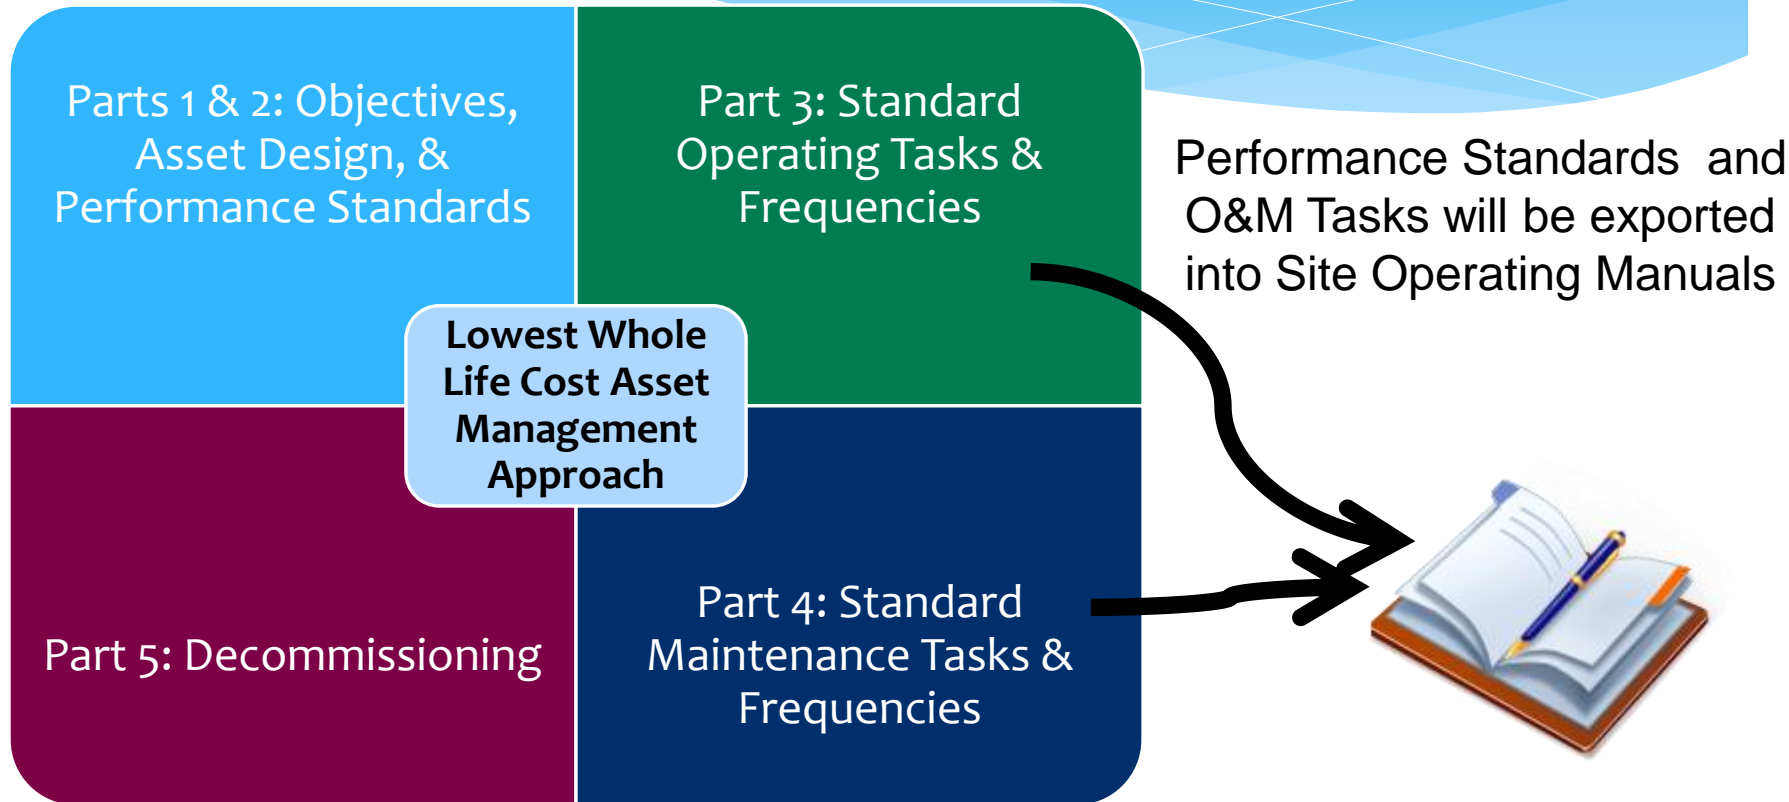 Parts 1 & 2: Objectives,
Asset Design, &
Performance Standards
Part 3: Standard
Operating Tasks &
Frequencies
Performance Standards  and
O&M Tasks will be exported
into Site Operating Manuals
Lowest Whole
Life Cost Asset
Management
Approach
Part 5: Decommissioning
Part 4: Standard
Maintenance Tasks &
Frequencies